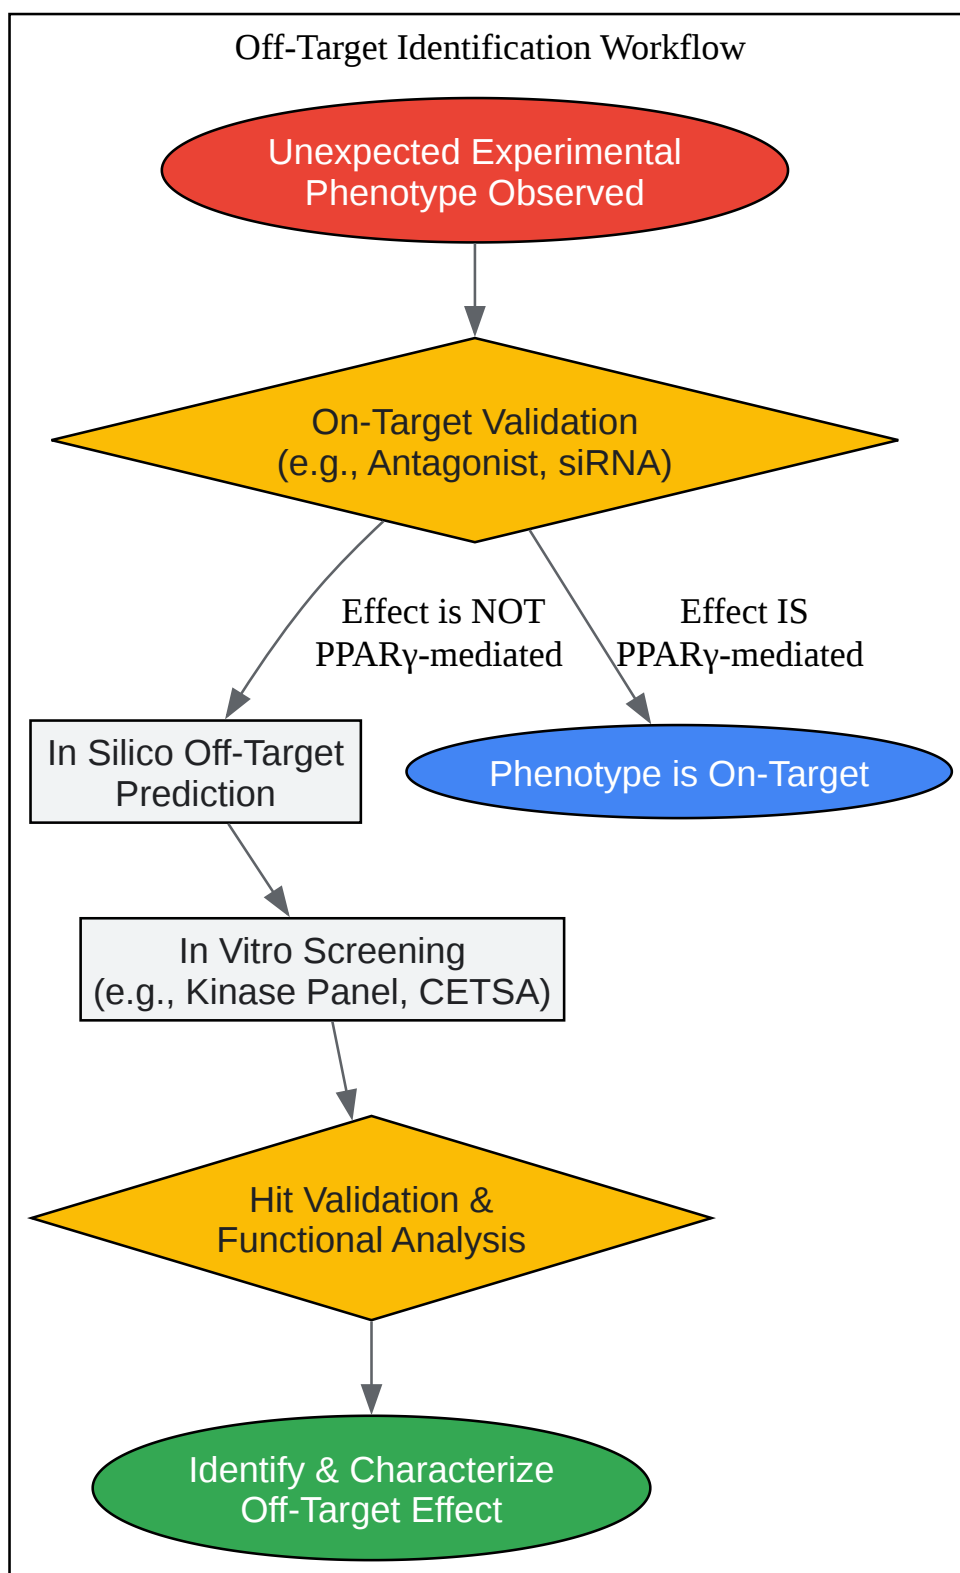 Off-Target Identification Workflow
Unexpected Experimental
Phenotype Observed
On-Target Validation
(e.g., Antagonist, siRNA)
Effect is NOT
PPARγ-mediated
Effect IS
PPARγ-mediated
In Silico Off-Target
Prediction
Phenotype is On-Target
In Vitro Screening
(e.g., Kinase Panel, CETSA)
Hit Validation &
Functional Analysis
Identify & Characterize
Off-Target Effect